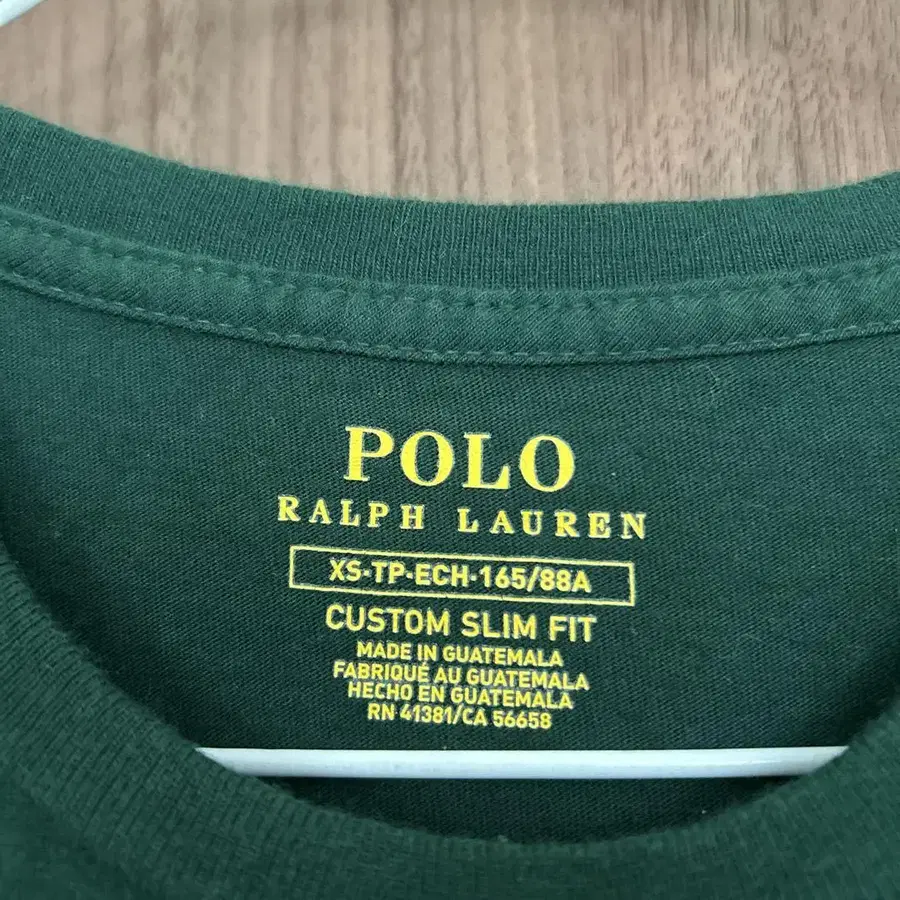 POLO
RALPH LAUREN
XS·TP·ECH·165/88A
CUSTOM SLIM FIT
MADE IN GUATEMALA
FABRIQUÉ AU GUATEMALA
HECHO EN GUATEMALA
RN 41381/CA 56658